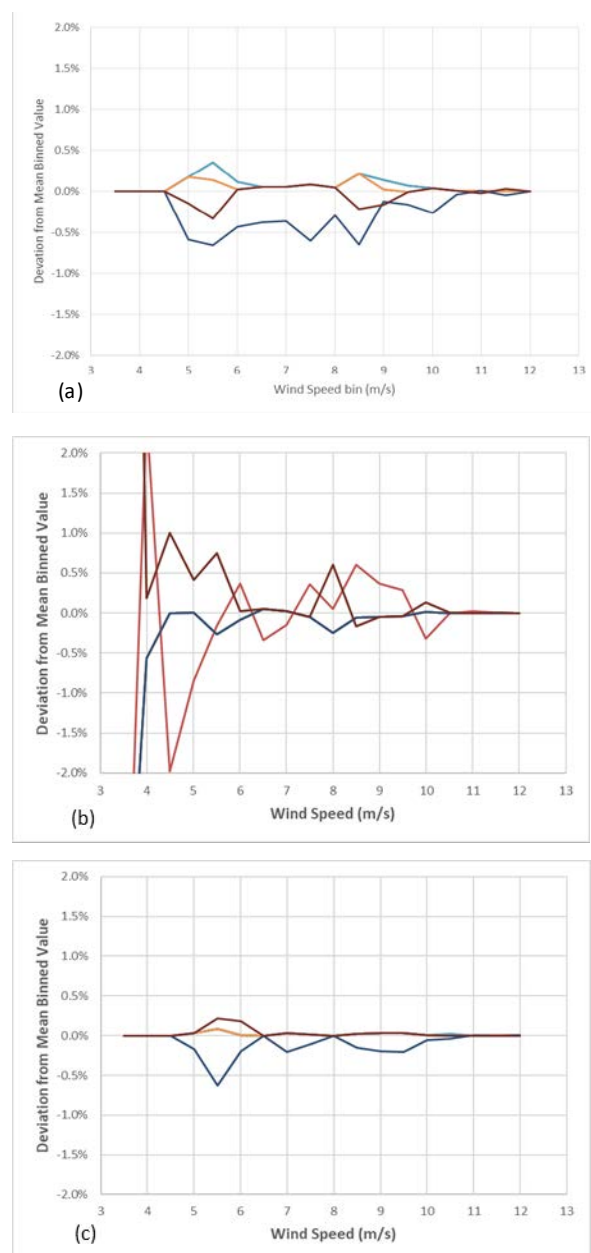 2.0%
1.5%
1.0%
0.5%
0.0%
-0.5%
-1.0%
-1.5%
-2.0%
Devation from Mean Binned Value
3 4 5 6 7 8 9 10 11 12 13
Wind Speed bin (m/s)
(a)
2.0%
1.5%
1.0%
0.5%
0.0%
-0.5%
-1.0%
-1.5%
-2.0%
Deviation from Mean Binned Value
3 4 5 6 7 8 9 10 11 12 13
Wind Speed (m/s)
(b)
2.0%
1.5%
1.0%
0.5%
0.0%
-0.5%
-1.0%
-1.5%
-2.0%
Deviation from Mean Binned Value
3 4 5 6 7 8 9 10 11 12 13
Wind Speed (m/s)
(c)